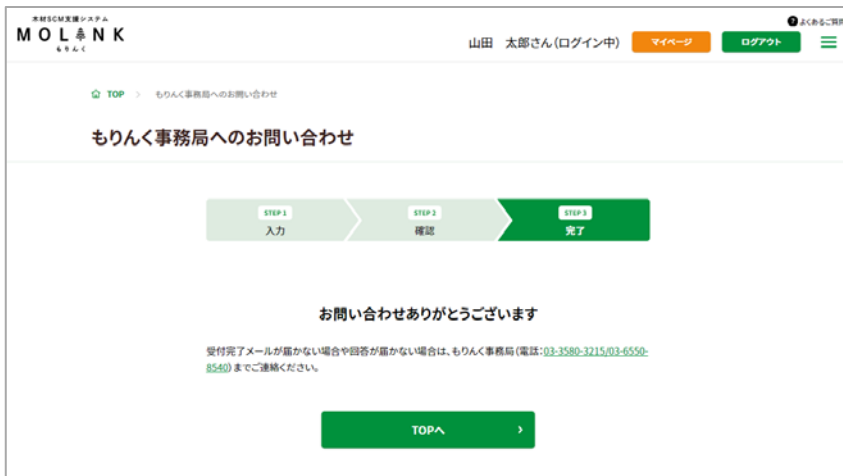 木材SCM支援システム
MOLINK
もりんく
よくあるご質問
山田　太郎さん(ログイン中)
マイページ
ログアウト
TOP > もりんく事務局へのお問い合わせ
もりんく事務局へのお問い合わせ
STEP 1
入力
STEP 2
確認
STEP 3
完了
お問い合わせありがとうございます
受付完了メールが届かない場合や回答が届かない場合は、もりんく事務局(電話:03-3580-3215/03-6550-
8540)までご連絡ください。
TOPへ